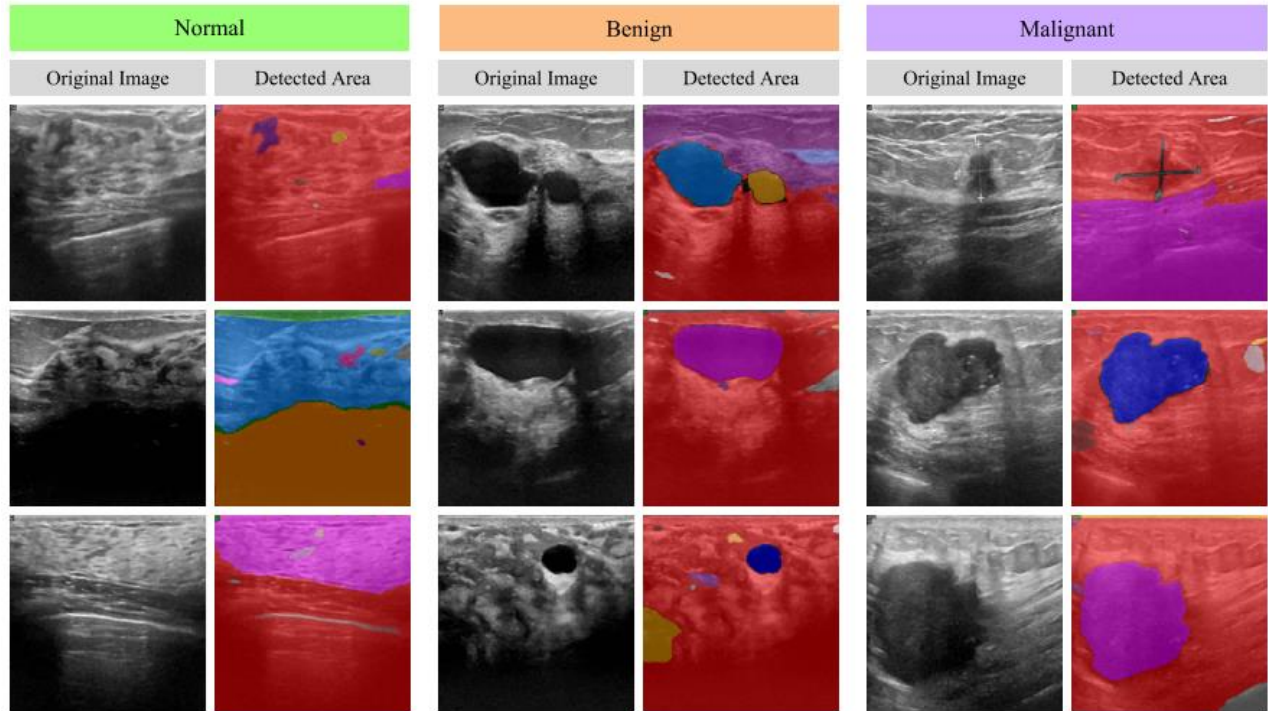 Normal
Benign
Malignant
Original Image
Detected Area
Original Image
Detected Area
Original Image
Detected Area